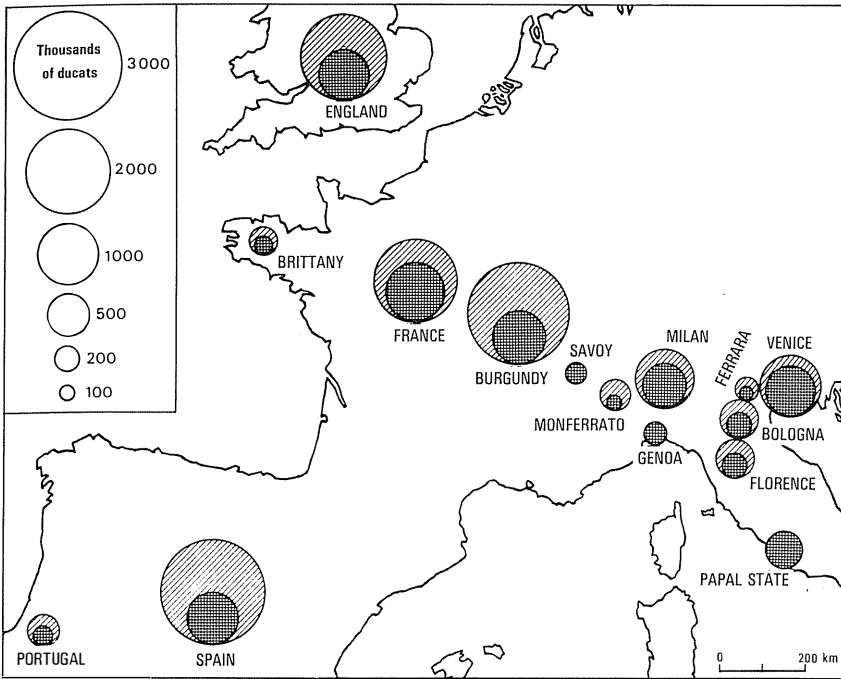 Thousands
of ducats
3000
2000
1000
500
200
100
ENGLAND
BRITTANY
FRANCE
BURGUNDY
SAVOY
MILAN
FERRARA
VENICE
MONFERRATO
GENOA
BOLOGNA
FLORENCE
PAPAL STATE
PORTUGAL
SPAIN
0 200 km